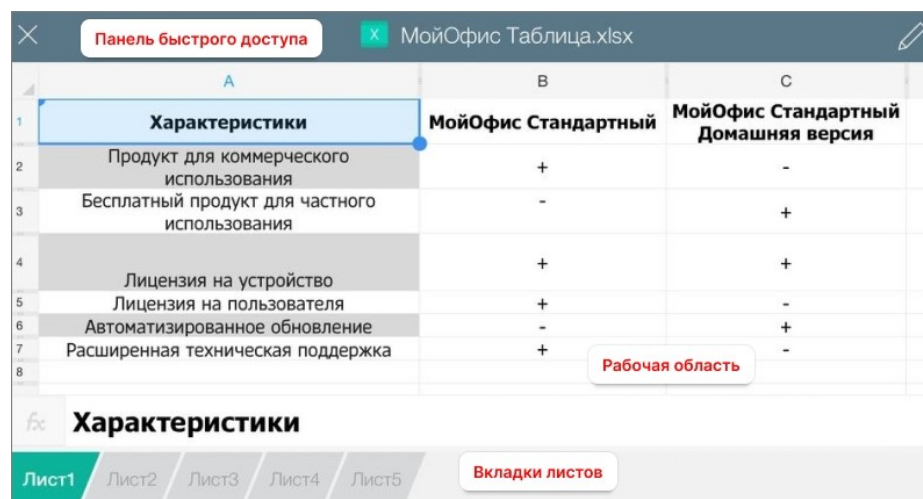 Панель быстрого доступа X МойОфис Таблица.xlsx
A B C
1 Характеристики МойОфис Стандартный МойОфис Стандартный
Домашняя версия
2 Продукт для коммерческого
использования + -
3 Бесплатный продукт для частного
использования - +
4 Лицензия на устройство + +
5 Лицензия на пользователя + -
6 Автоматизированное обновление - +
7 Расширенная техническая поддержка + -
8
Рабочая область
fx Характеристики
Лист1 Лист2 Лист3 Лист4 Лист5 Вкладки листов